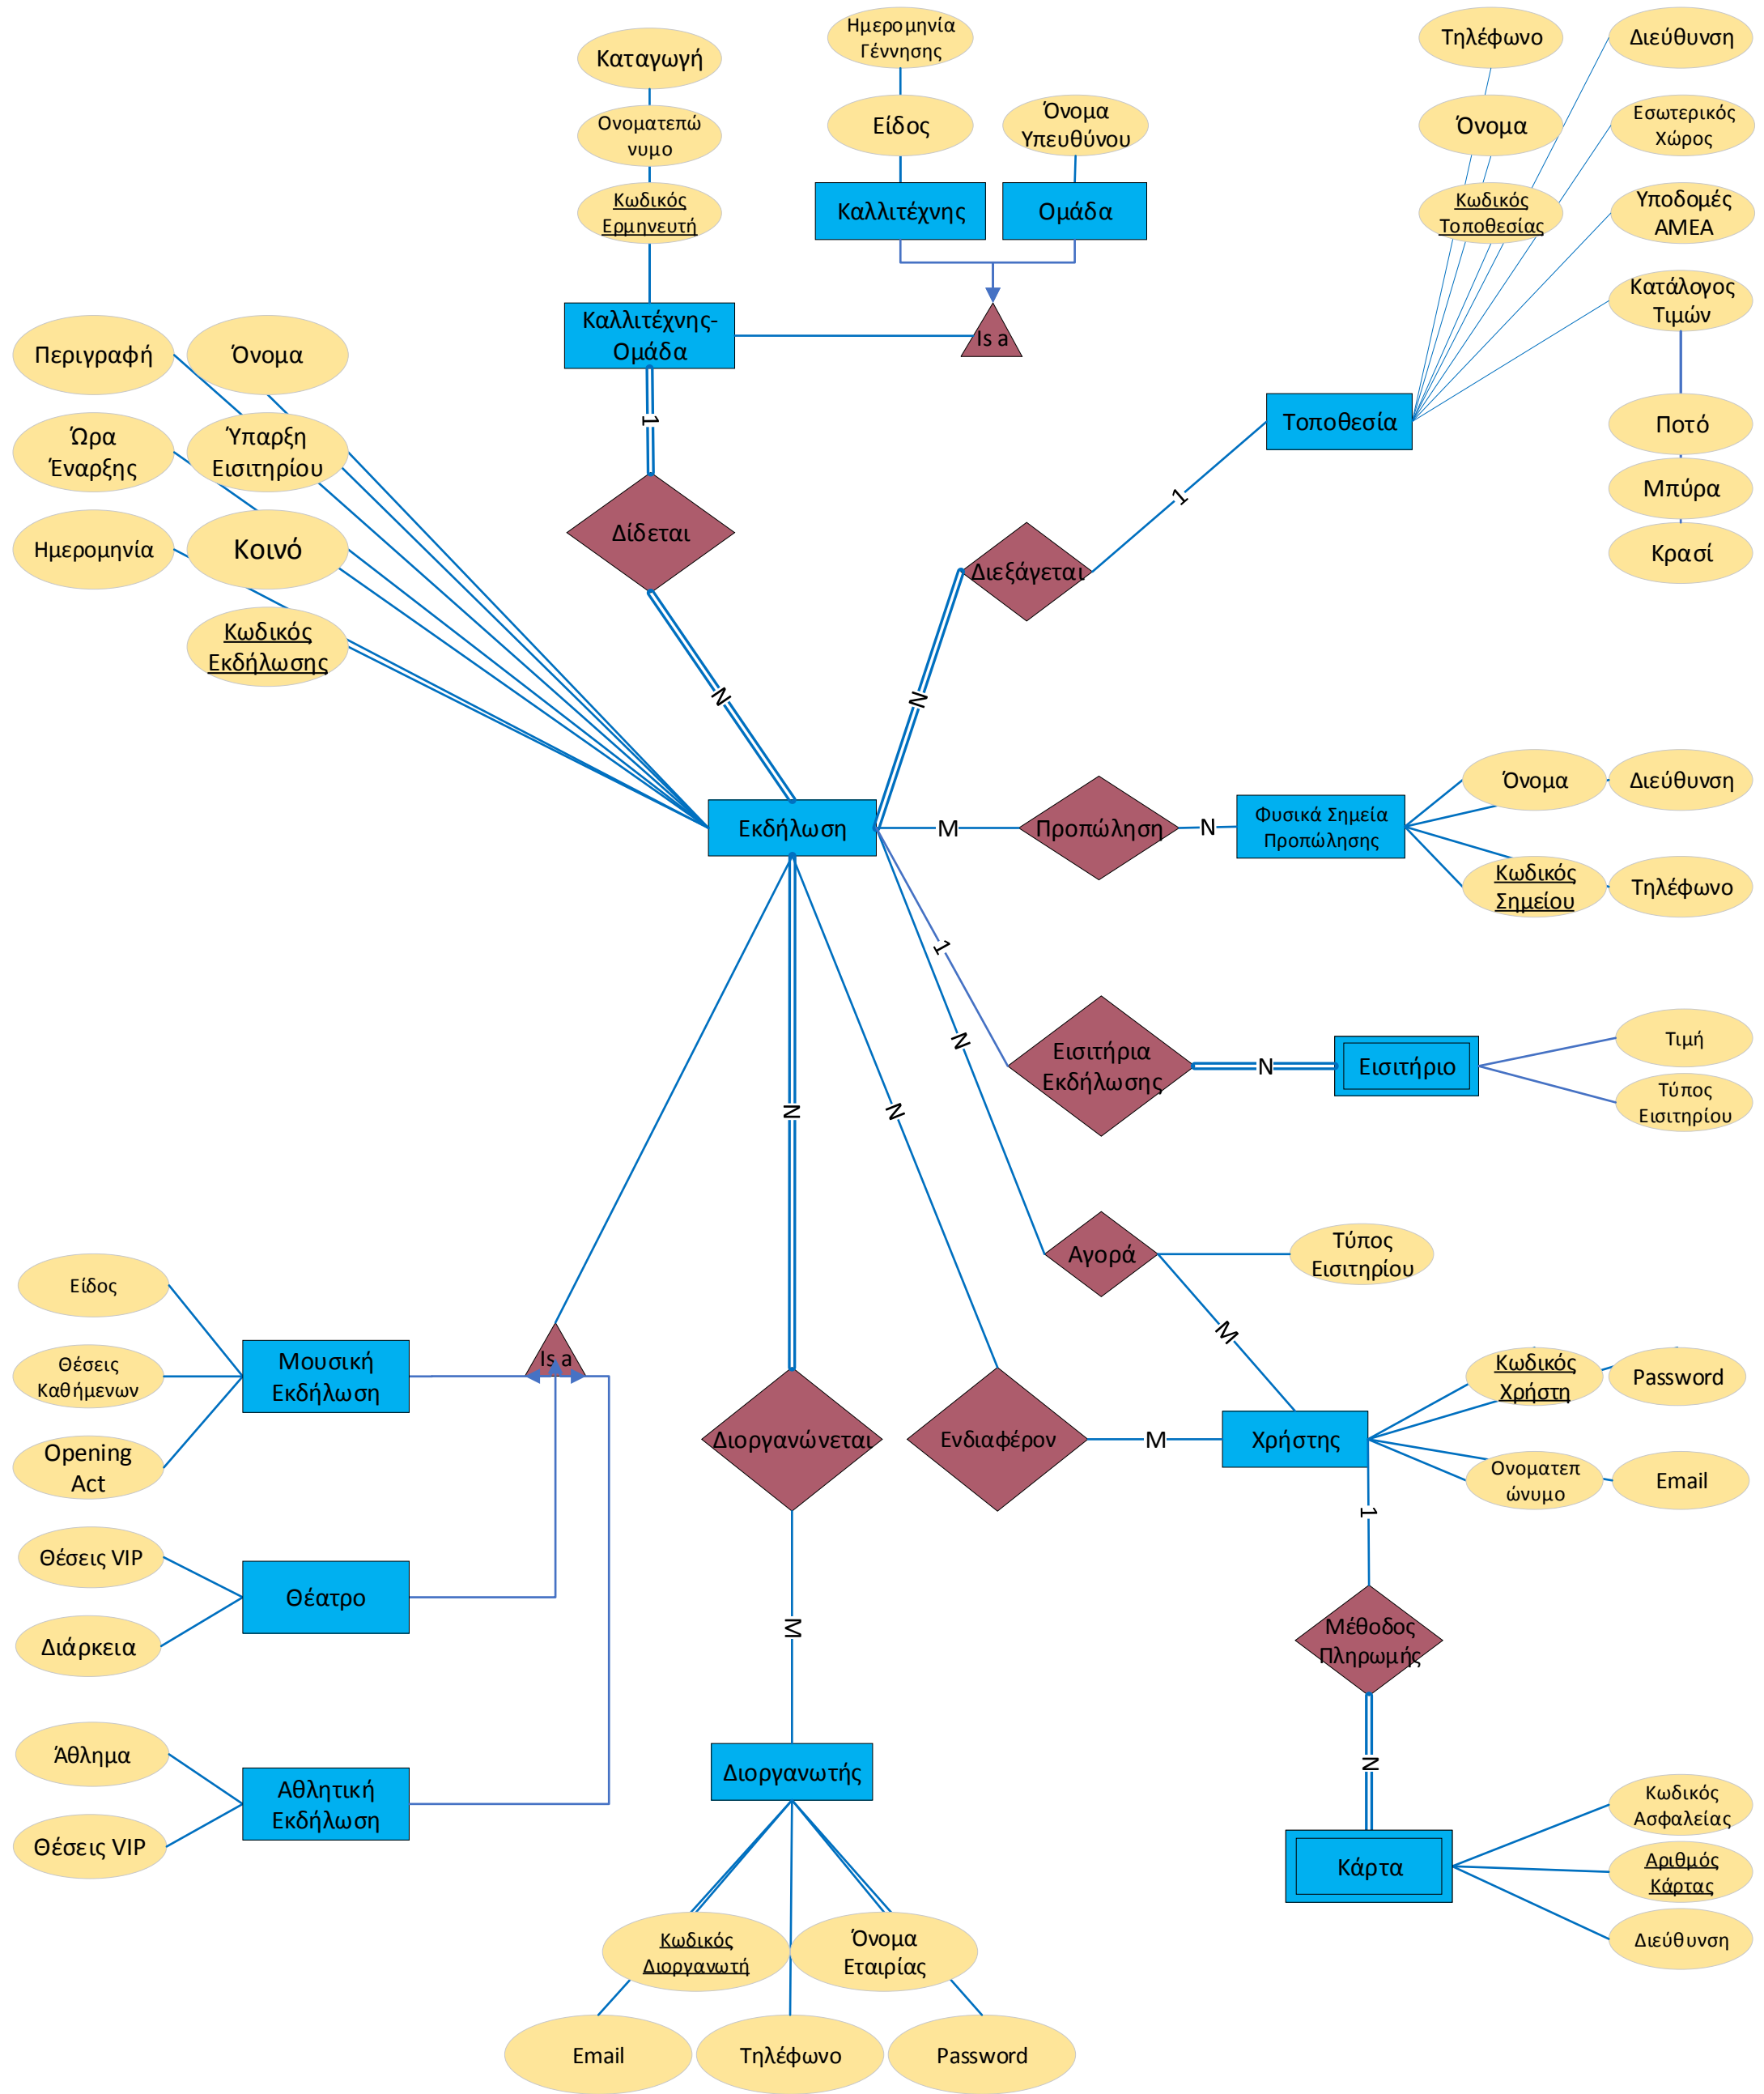 Ημερομηνία
Γέννησης
Τηλέφωνο
Διεύθυνση
Καταγωγή
Ονοματεπώ
νυμο
Είδος
Όνομα
Υπευθύνου
Όνομα
Εσωτερικός
Χώρος
Κωδικός
Ερμηνευτή
Καλλιτέχνης
Ομάδα
Κωδικός
Τοποθεσίας
Υποδομές
ΑΜΕΑ
Κατάλογος
Τιμών
Καλλιτέχνης-
Ομάδα
Is a
Περιγραφή
Όνομα
1
Τοποθεσία
Ποτό
Ώρα
Έναρξης
Ύπαρξη
Εισιτηρίου
1
Μπύρα
Ημερομηνία
Κοινό
Δίδεται
Διεξάγεται
Κρασί
Κωδικός
Εκδήλωσης
N
N
Όνομα
Διεύθυνση
Εκδήλωση
M
Προπώληση
N
Φυσικά Σημεία
Προπώλησης
Κωδικός
Σημείου
Τηλέφωνο
1
N
Εισιτήρια
Εκδήλωσης
N
Εισιτήριο
Τιμή
Τύπος
Εισιτηρίου
N
N
Αγορά
Τύπος
Εισιτηρίου
Είδος
M
Θέσεις
Καθήμενων
Μουσική
Εκδήλωση
Is a
Κωδικός
Χρήστη
Password
Opening
Act
Διοργανώνεται
Ενδιαφέρον
M
Χρήστης
Ονοματεπ
ώνυμο
Email
1
Θέσεις VIP
Θέατρο
Διάρκεια
M
Μέθοδος
Πληρωμής
Άθλημα
Αθλητική
Εκδήλωση
Θέσεις VIP
Διοργανωτής
N
Κωδικός
Ασφαλείας
Κάρτα
Αριθμός
Κάρτας
Διεύθυνση
Κωδικός
Διοργανωτή
Όνομα
Εταιρίας
Email
Τηλέφωνο
Password